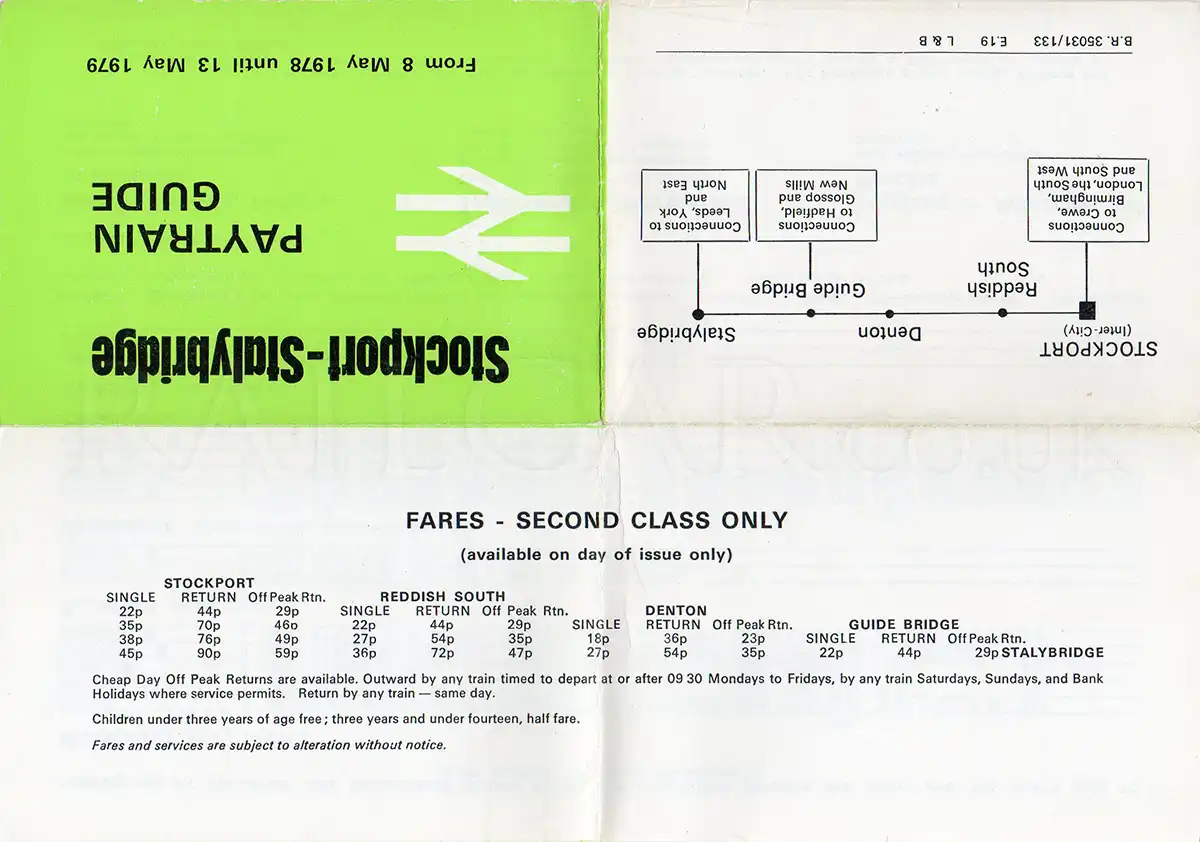 Stockport-Stalybridge
PAYTRAIN
GUIDE
From 8 May 1978 until 13 May 1979
STOCKPORT
(Inter-City)
Reddish
South
Denton
Guide Bridge
Stalybridge
Connections
to Crewe,
Birmingham,
London, the South
and South West
Connections
to Hadfield,
Glossop and
New Mills
Connections to
Leeds, York
and
North East
B.R. 35031/133 E.19 L & B
FARES - SECOND CLASS ONLY
(available on day of issue only)
STOCKPORT
SINGLE RETURN Off Peak Rtn. REDDISH SOUTH
22p 44p 29p SINGLE RETURN Off Peak Rtn. DENTON
35p 70p 46p 22p 44p 29p SINGLE RETURN Off Peak Rtn. GUIDE BRIDGE
38p 76p 49p 27p 54p 35p 18p 36p 23p SINGLE RETURN Off Peak Rtn.
45p 90p 59p 36p 72p 47p 27p 54p 35p 22p 44p 29p STALYBRIDGE
Cheap Day Off Peak Returns are available. Outward by any train timed to depart at or after 09 30 Mondays to Fridays, by any train Saturdays, Sundays, and Bank
Holidays where service permits. Return by any train — same day.
Children under three years of age free; three years and under fourteen, half fare.
Fares and services are subject to alteration without notice.